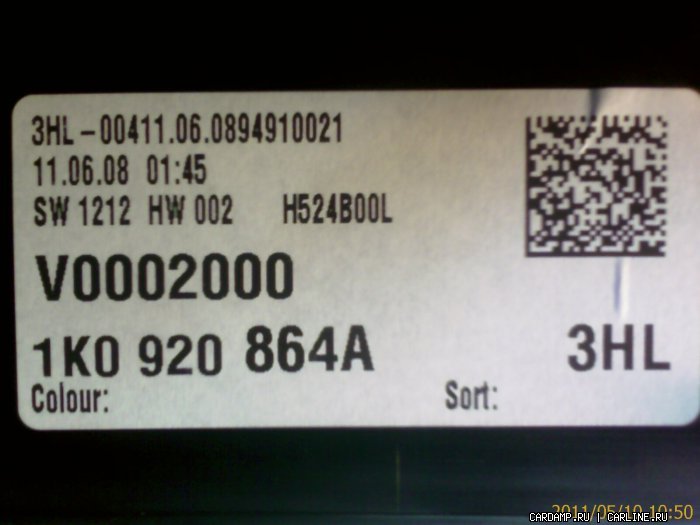 3HL-00411.06.0894910021
11.06.08 01:45
SW 1212 HW 002 H524B00L
V0002000
1K0 920 864A 3HL
Colour: Sort:
2011/05/10 10:50
CARDAMP.RU | CARLINE.RU